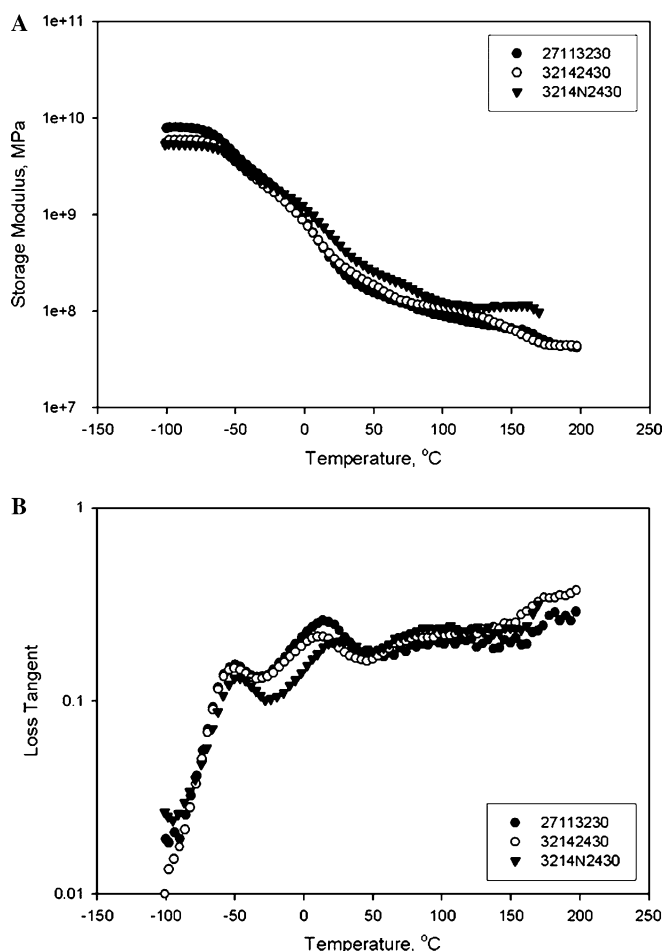 A
1e+11
1e+10
1e+9
1e+8
1e+7
Storage Modulus, MPa
27113230
32142430
3214N2430
-150 -100 -50 0 50 100 150 200 250
Temperature, °C
B
1
0.1
0.01
Loss Tangent
27113230
32142430
3214N2430
-150 -100 -50 0 50 100 150 200 250
Temperature, °C